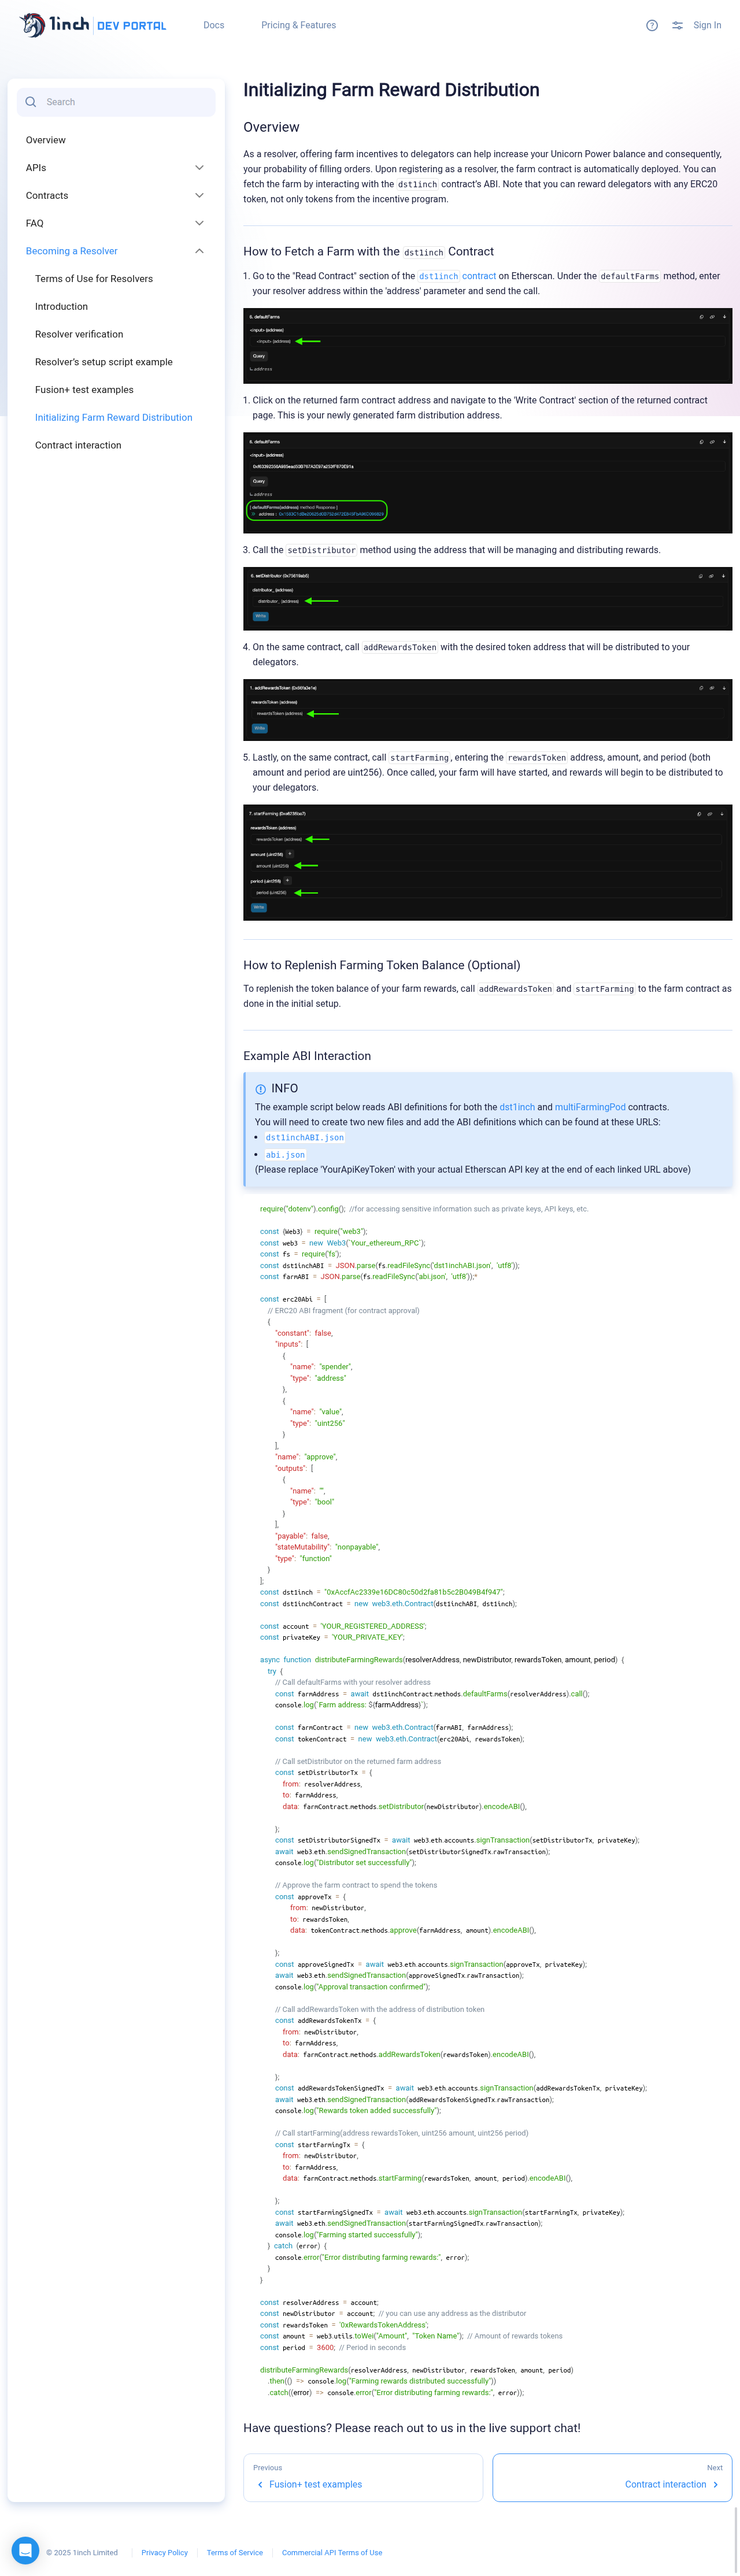 1inch DEV PORTAL
Docs
Pricing & Features
Sign In
Search
Overview
APIs
Contracts
FAQ
Becoming a Resolver
Terms of Use for Resolvers
Introduction
Resolver verification
Resolver's setup script example
Fusion+ test examples
Initializing Farm Reward Distribution
Contract interaction
Initializing Farm Reward Distribution
Overview
As a resolver, offering farm incentives to delegators can help increase your Unicorn Power balance and consequently,
your probability of filling orders. Upon registering as a resolver, the farm contract is automatically deployed. You can
fetch the farm by interacting with the dst1inch contract's ABI. Note that you can reward delegators with any ERC20
token, not only tokens from the incentive program.
How to Fetch a Farm with the dst1inch Contract
1. Go to the "Read Contract" section of the dst1inch contract on Etherscan. Under the defaultFarms method, enter
your resolver address within the 'address' parameter and send the call.
6. defaultFarms
<input> (address)
<input> (address)
Query
address
1. Click on the returned farm contract address and navigate to the 'Write Contract' section of the returned contract
page. This is your newly generated farm distribution address.
6. defaultFarms
<input> (address)
Query
address
[ defaultFarms(address) method Response ]
address :
3. Call the setDistributor method using the address that will be managing and distributing rewards.
6. setDistributor (0x75619ab5)
distributor_ (address)
distributor_ (address)
Write
4. On the same contract, call addRewardsToken with the desired token address that will be distributed to your
delegators.
1. addRewardsToken
rewardsToken (address)
rewardsToken (address)
Write
5. Lastly, on the same contract, call startFarming, entering the rewardsToken address, amount, and period (both
amount and period are uint256). Once called, your farm will have started, and rewards will begin to be distributed to
your delegators.
7. startFarming
rewardsToken (address)
rewardsToken (address)
amount (uint256) +
amount (uint256)
period (uint256) +
period (uint256)
Write
How to Replenish Farming Token Balance (Optional)
To replenish the token balance of your farm rewards, call addRewardsToken and startFarming to the farm contract as
done in the initial setup.
Example ABI Interaction
INFO
The example script below reads ABI definitions for both the dst1inch and multiFarmingPod contracts.
You will need to create two new files and add the ABI definitions which can be found at these URLS:
• dst1inchABI.json
• abi.json
(Please replace 'YourApiKeyToken' with your actual Etherscan API key at the end of each linked URL above)
require("dotenv").config(); //for accessing sensitive information such as private keys, API keys, etc.
const {Web3} = require("web3");
const web3 = new Web3(`Your_ethereum_RPC`);
const fs = require('fs');
const dst1inchABI = JSON.parse(fs.readFileSync('dst1inchABI.json', 'utf8'));
const farmABI = JSON.parse(fs.readFileSync('abi.json', 'utf8'));*
const erc20Abi = [
// ERC20 ABI fragment (for contract approval)
{
"constant": false,
"inputs": [
{
"name": "spender",
"type": "address"
},
{
"name": "value",
"type": "uint256"
}
],
"name": "approve",
"outputs": [
{
"name": "",
"type": "bool"
}
],
"payable": false,
"stateMutability": "nonpayable",
"type": "function"
}
];
const dst1inch = "0xAccfAc2339e16DC80c50d2fa81b5c2B049B4f947";
const dst1inchContract = new web3.eth.Contract(dst1inchABI, dst1inch);
const account = 'YOUR_REGISTERED_ADDRESS';
const privateKey = 'YOUR_PRIVATE_KEY';
async function distributeFarmingRewards(resolverAddress, newDistributor, rewardsToken, amount, period) {
try {
// Call defaultFarms with your resolver address
const farmAddress = await dst1inchContract.methods.defaultFarms(resolverAddress).call();
console.log(`Farm address: ${farmAddress}`);
const farmContract = new web3.eth.Contract(farmABI, farmAddress);
const tokenContract = new web3.eth.Contract(erc20Abi, rewardsToken);
// Call setDistributor on the returned farm address
const setDistributorTx = {
from: resolverAddress,
to: farmAddress,
data: farmContract.methods.setDistributor(newDistributor).encodeABI(),
};
const setDistributorSignedTx = await web3.eth.accounts.signTransaction(setDistributorTx, privateKey);
await web3.eth.sendSignedTransaction(setDistributorSignedTx.rawTransaction);
console.log("Distributor set successfully");
// Approve the farm contract to spend the tokens
const approveTx = {
from: newDistributor,
to: rewardsToken,
data: tokenContract.methods.approve(farmAddress, amount).encodeABI(),
};
const approveSignedTx = await web3.eth.accounts.signTransaction(approveTx, privateKey);
await web3.eth.sendSignedTransaction(approveSignedTx.rawTransaction);
console.log("Approval transaction confirmed");
// Call addRewardsToken with the address of distribution token
const addRewardsTokenTx = {
from: newDistributor,
to: farmAddress,
data: farmContract.methods.addRewardsToken(rewardsToken).encodeABI(),
};
const addRewardsTokenSignedTx = await web3.eth.accounts.signTransaction(addRewardsTokenTx, privateKey);
await web3.eth.sendSignedTransaction(addRewardsTokenSignedTx.rawTransaction);
console.log("Rewards token added successfully");
// Call startFarming(address rewardsToken, uint256 amount, uint256 period)
const startFarmingTx = {
from: newDistributor,
to: farmAddress,
data: farmContract.methods.startFarming(rewardsToken, amount, period).encodeABI(),
};
const startFarmingSignedTx = await web3.eth.accounts.signTransaction(startFarmingTx, privateKey);
await web3.eth.sendSignedTransaction(startFarmingSignedTx.rawTransaction);
console.log("Farming started successfully");
} catch (error) {
console.error("Error distributing farming rewards:", error);
}
}
const resolverAddress = account;
const newDistributor = account; // you can use any address as the distributor
const rewardsToken = '0xRewardsTokenAddress';
const amount = web3.utils.toWei("Amount", "Token Name"); // Amount of rewards tokens
const period = 3600; // Period in seconds
distributeFarmingRewards(resolverAddress, newDistributor, rewardsToken, amount, period)
.then(() => console.log("Farming rewards distributed successfully"))
.catch((error) => console.error("Error distributing farming rewards:", error));
Have questions? Please reach out to us in the live support chat!
Previous
Fusion+ test examples
Next
Contract interaction
© 2025 1inch Limited
Privacy Policy
Terms of Service
Commercial API Terms of Use